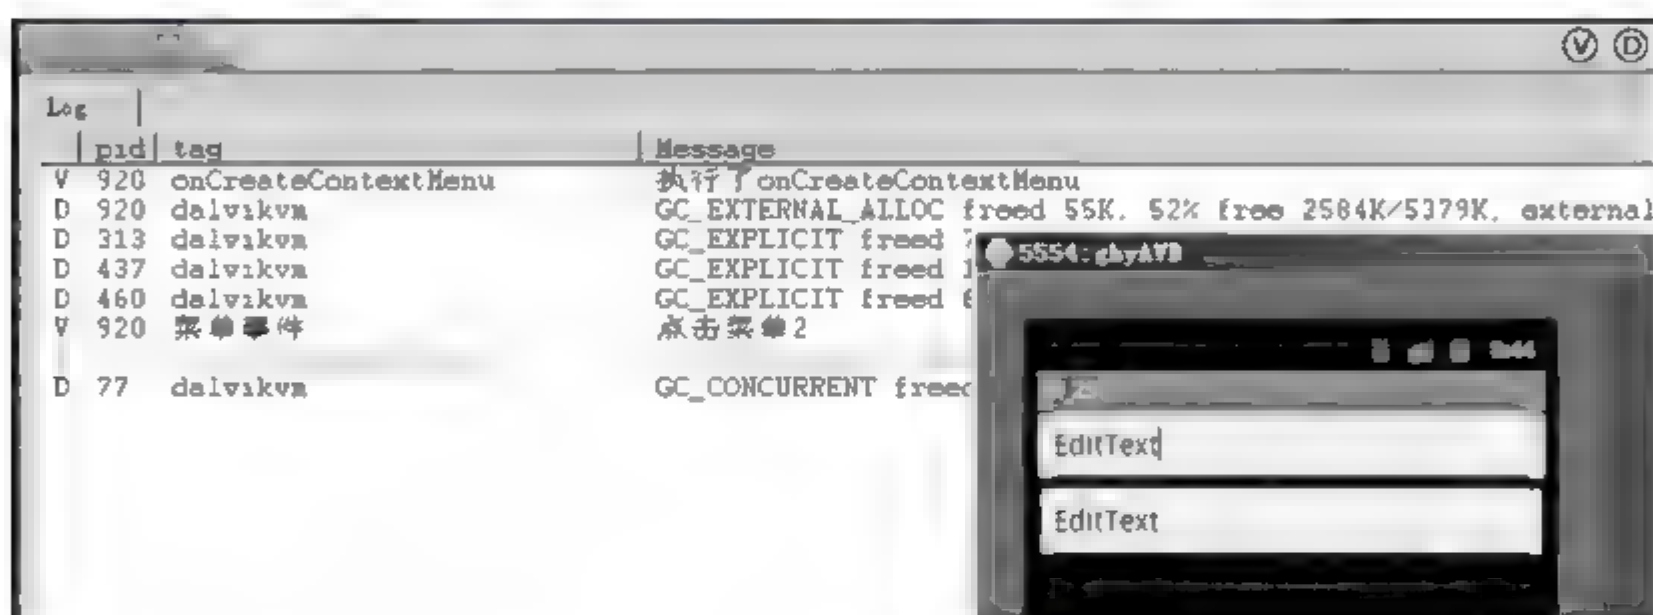 V D
Log
pid tag Message
V 920 onCreateContextMenu 执行了onCreateContextMenu
D 920 dalvikvm GC_EXTERNAL_ALLOC freed 55K, 52% free 2584K/5379K, external
D 313 dalvikvm GC_EXPLICIT freed
D 437 dalvikvm GC_EXPLICIT freed
D 460 dalvikvm GC_EXPLICIT freed
V 920 菜单事件 点击菜单2
D 77 dalvikvm GC_CONCURRENT freed
5554:ghyAVD
EditText
EditText